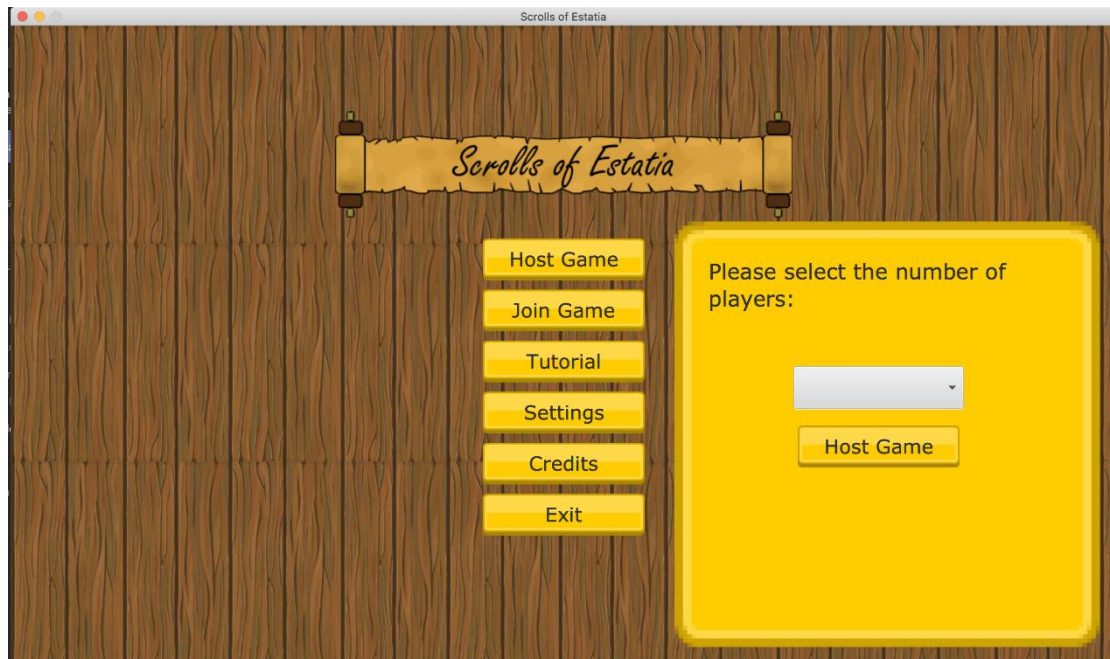 Scrolls of Estatia
Scrolls of Estatia
Host Game
Join Game
Tutorial
Settings
Credits
Exit
Please select the number of
players:
Host Game